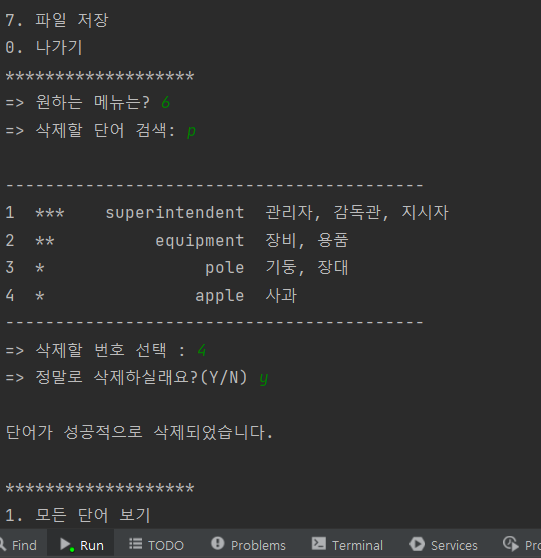 7. 파일 저장
0. 나가기
*******************
=> 원하는 메뉴는? 6
=> 삭제할 단어 검색: p
------------------------------------------
1  ***    superintendent  관리자, 감독관, 지시자
2  **          equipment  장비, 용품
3  *                pole  기둥, 장대
4  *               apple  사과
------------------------------------------
=> 삭제할 번호 선택 : 4
=> 정말로 삭제하실래요?(Y/N) y
단어가 성공적으로 삭제되었습니다.
*******************
1. 모든 단어 보기
Find Run TODO Problems Terminal Services Pro